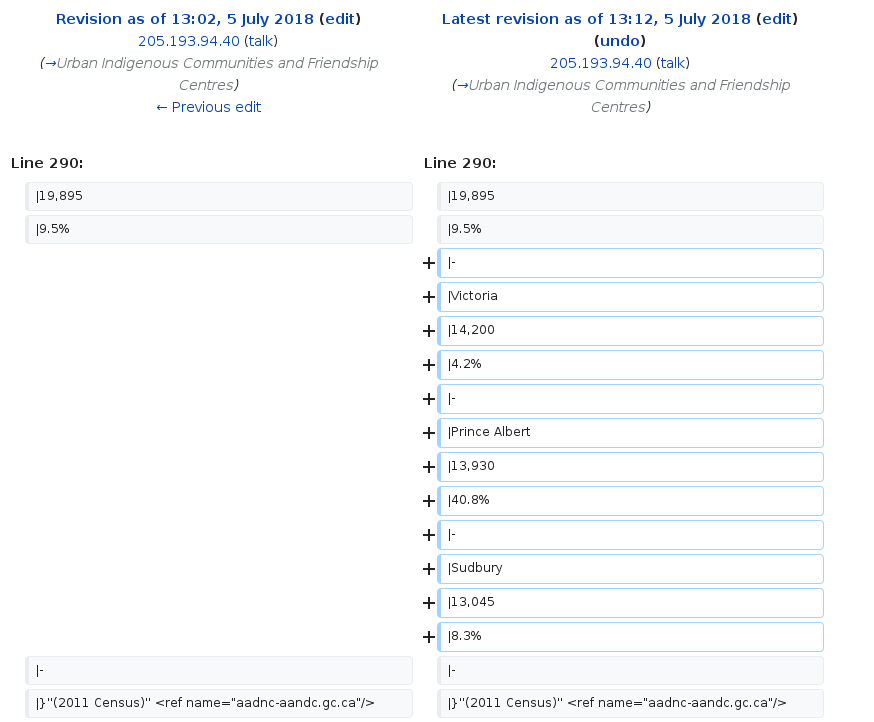 Revision as of 13:02, 5 July 2018 (edit)
205.193.94.40 (talk)
(→Urban Indigenous Communities and Friendship
Centres)
← Previous edit
Latest revision as of 13:12, 5 July 2018 (edit)
(undo)
205.193.94.40 (talk)
(→Urban Indigenous Communities and Friendship
Centres)
Line 290:
Line 290:
|19,895
|19,895
|9.5%
|9.5%
+ |-
+ |Victoria
+ |14,200
+ |4.2%
+ |-
+ |Prince Albert
+ |13,930
+ |40.8%
+ |-
+ |Sudbury
+ |13,045
+ |8.3%
|-
|-
|}''(2011 Census)'' <ref name="aadnc-aandc.gc.ca"/>
|}''(2011 Census)'' <ref name="aadnc-aandc.gc.ca"/>